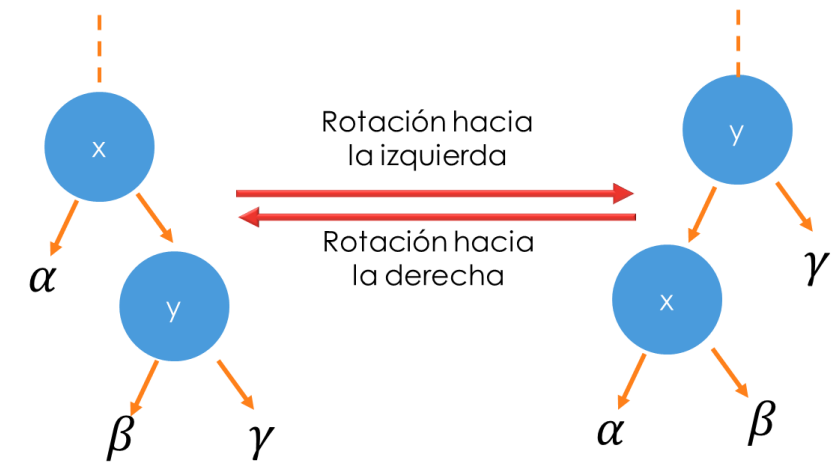 x
α
y
β
γ
Rotación hacia
la izquierda
Rotación hacia
la derecha
y
γ
x
α
β